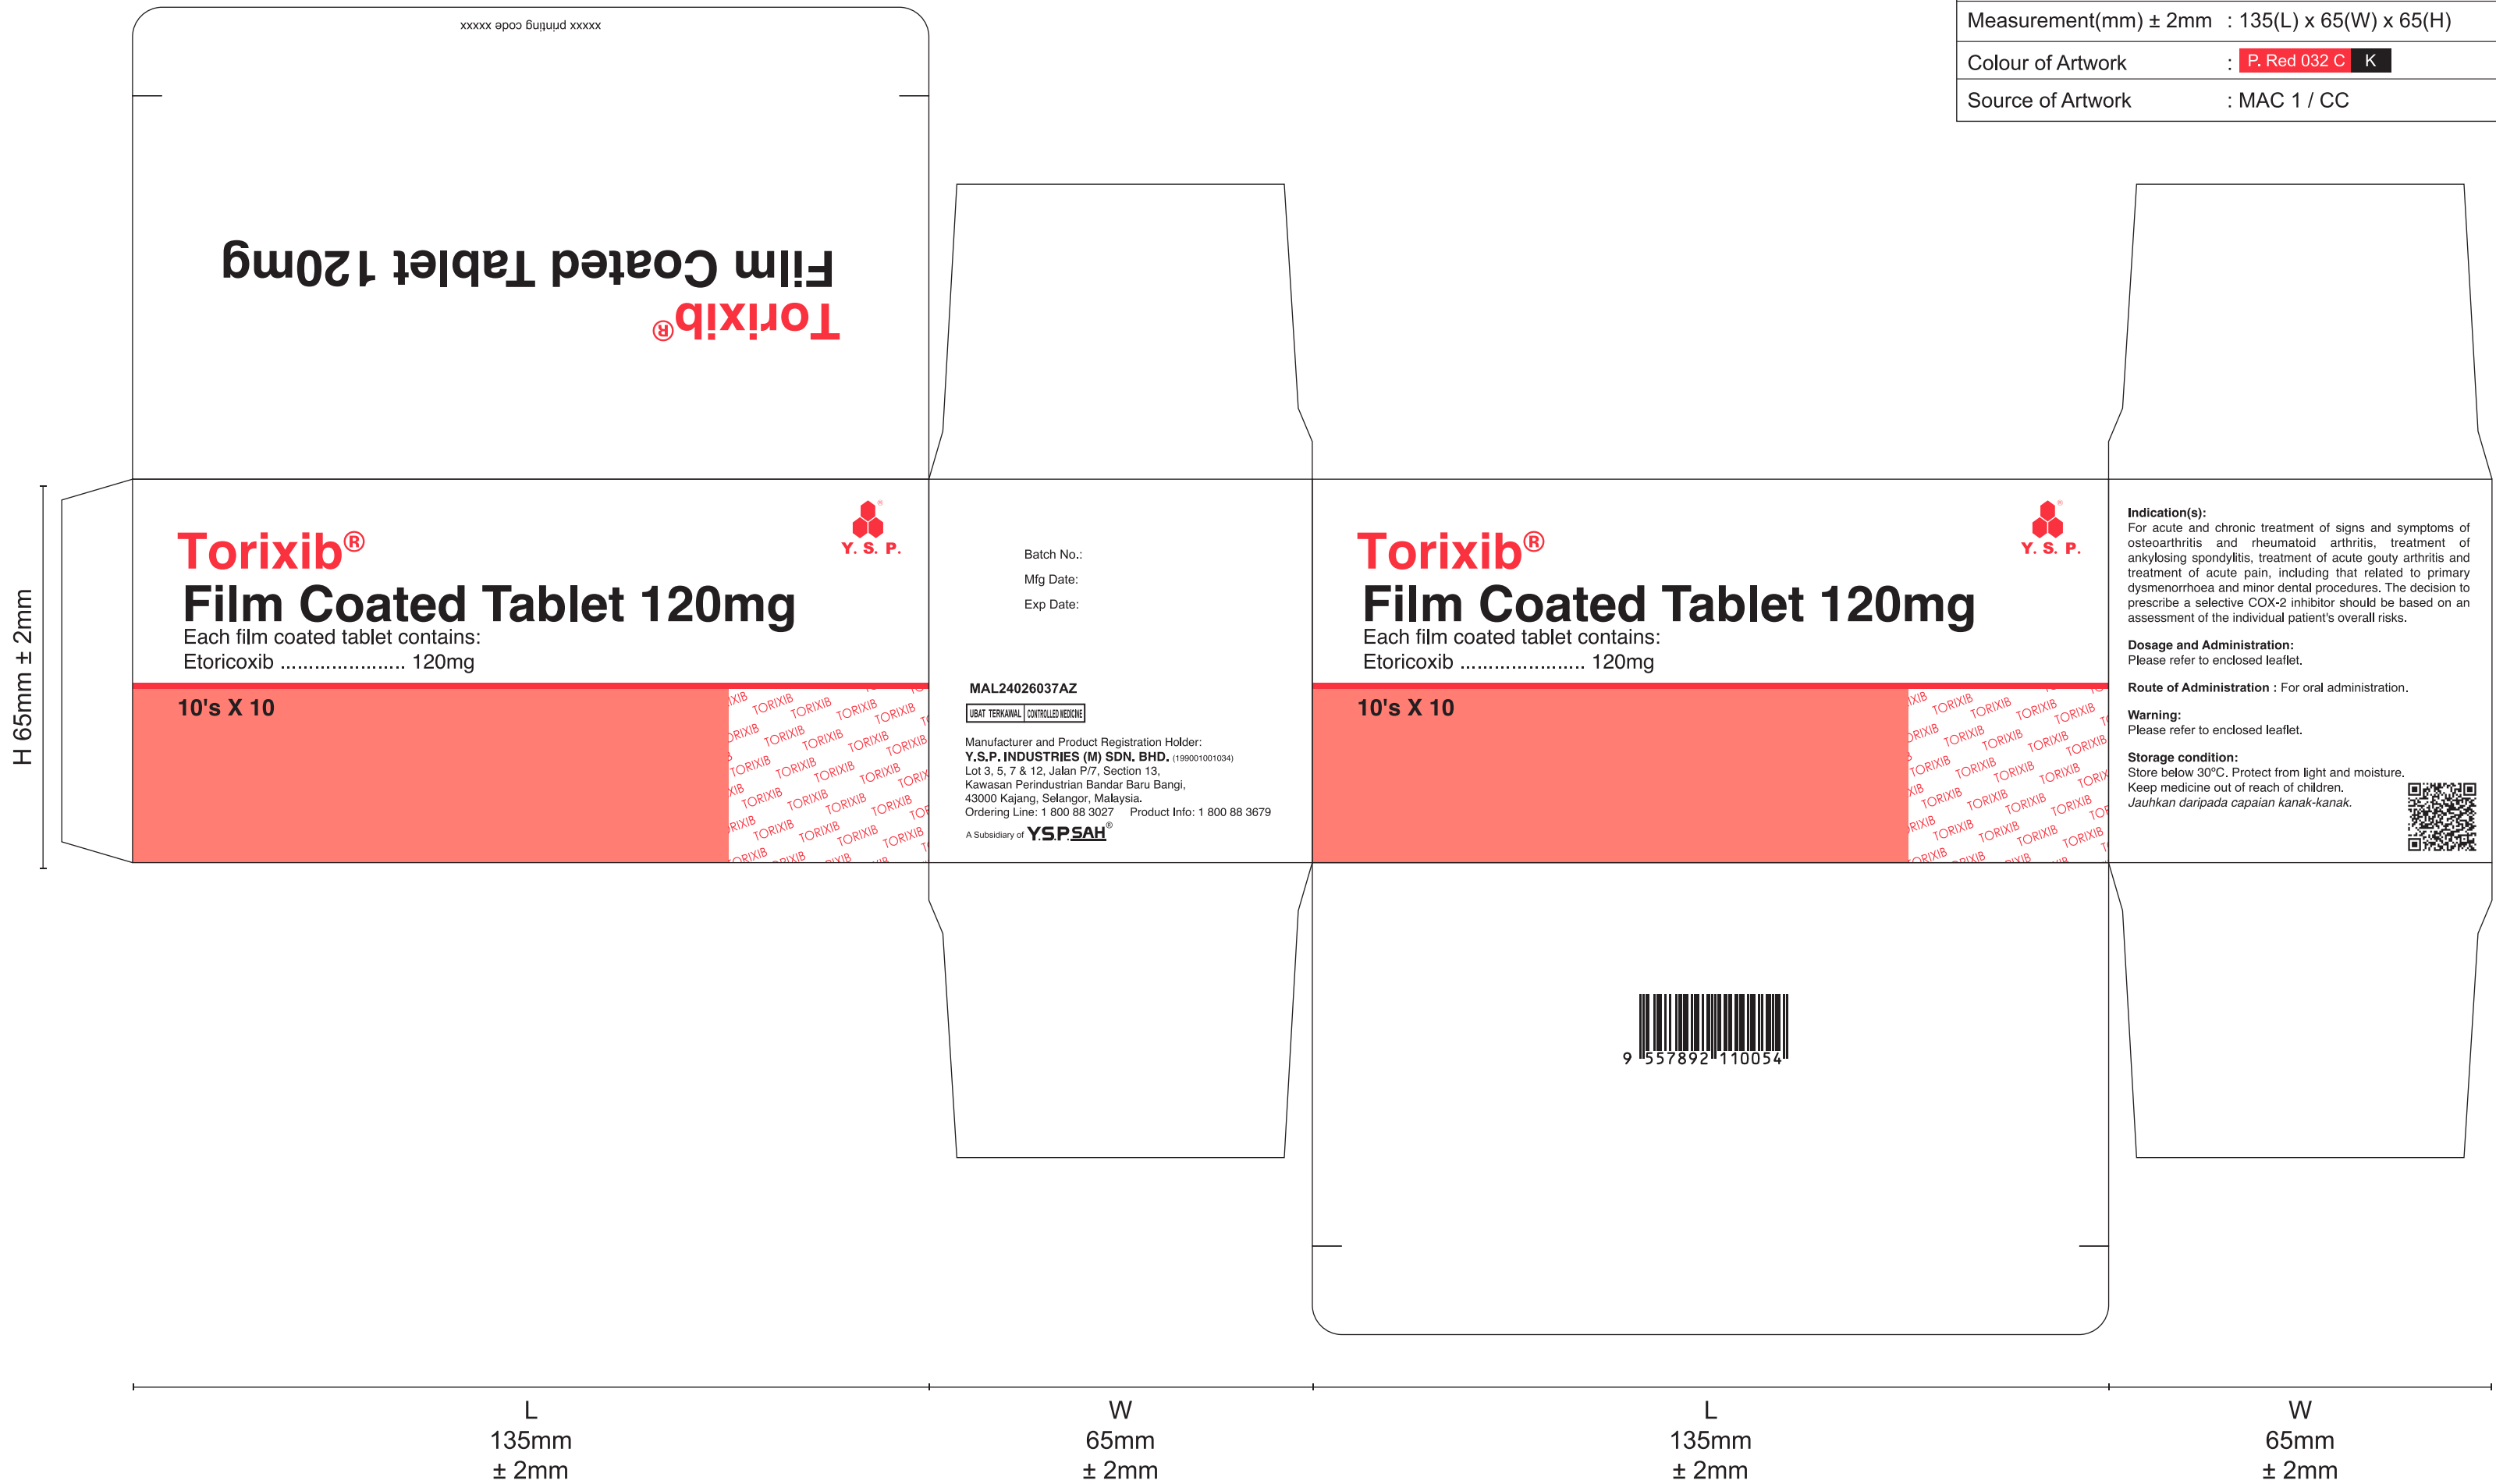 xxxxx printing code xxxxx
Measurement(mm) ± 2mm : 135(L) x 65(W) x 65(H)
Colour of Artwork : P. Red 032 C K
Source of Artwork : MAC 1 / CC
Torixib®
Film Coated Tablet 120mg
H 65mm ± 2mm
Torixib®
Film Coated Tablet 120mg
Each film coated tablet contains:
Etoricoxib ...................... 120mg
10's X 10
® Y. S. P.
TORIXIB TORIXIB TORIXIB TORIXIB
Batch No.:
Mfg Date:
Exp Date:
MAL24026037AZ
UBAT TERKAWAL CONTROLLED MEDICINE
Manufacturer and Product Registration Holder:
Y.S.P. INDUSTRIES (M) SDN. BHD. (199001001034)
Lot 3, 5, 7 & 12, Jalan P/7, Section 13,
Kawasan Perindustrian Bandar Baru Bangi,
43000 Kajang, Selangor, Malaysia.
Ordering Line: 1 800 88 3027 Product Info: 1 800 88 3679
A Subsidiary of Y.S.P.SAH®
Torixib®
Film Coated Tablet 120mg
Each film coated tablet contains:
Etoricoxib ...................... 120mg
10's X 10
® Y. S. P.
TORIXIB TORIXIB TORIXIB TORIXIB
Indication(s):
For acute and chronic treatment of signs and symptoms of
osteoarthritis and rheumatoid arthritis, treatment of
ankylosing spondylitis, treatment of acute gouty arthritis and
treatment of acute pain, including that related to primary
dysmenorrhoea and minor dental procedures. The decision to
prescribe a selective COX-2 inhibitor should be based on an
assessment of the individual patient's overall risks.
Dosage and Administration:
Please refer to enclosed leaflet.
Route of Administration : For oral administration.
Warning:
Please refer to enclosed leaflet.
Storage condition:
Store below 30°C. Protect from light and moisture.
Keep medicine out of reach of children.
Jauhkan daripada capaian kanak-kanak.
9 557892 110054
L
135mm
± 2mm
W
65mm
± 2mm
L
135mm
± 2mm
W
65mm
± 2mm